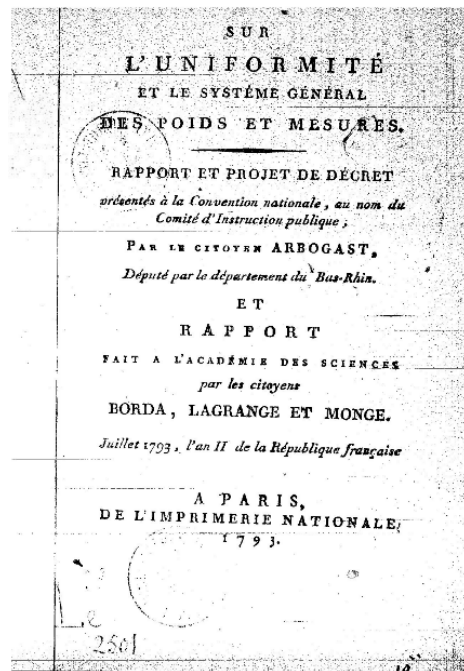 SUR
L'UNIFORMITÉ
ET LE SYSTÉME GÉNÉRAL
DES POIDS ET MESURES.
RAPPORT ET PROJET DE DÉCRET
présentés à la Convention nationale, au nom du
Comité d'Instruction publique;
PAR LE CITOYEN ARBOGAST,
Député par le département du Bas-Rhin.
ET
RAPPORT
FAIT A L'ACADÉMIE DES SCIENCES
par les citoyens
BORDA, LAGRANGE ET MONGE.
Juillet 1793, l'an II de la République française
A PARIS,
DE L'IMPRIMERIE NATIONALE,
1793.
Le
2501